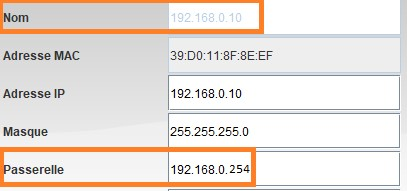 Nom 192.168.0.10
Adresse MAC 39:D0:11:8F:8E:EF
Adresse IP 192.168.0.10
Masque 255.255.255.0
Passerelle 192.168.0.254